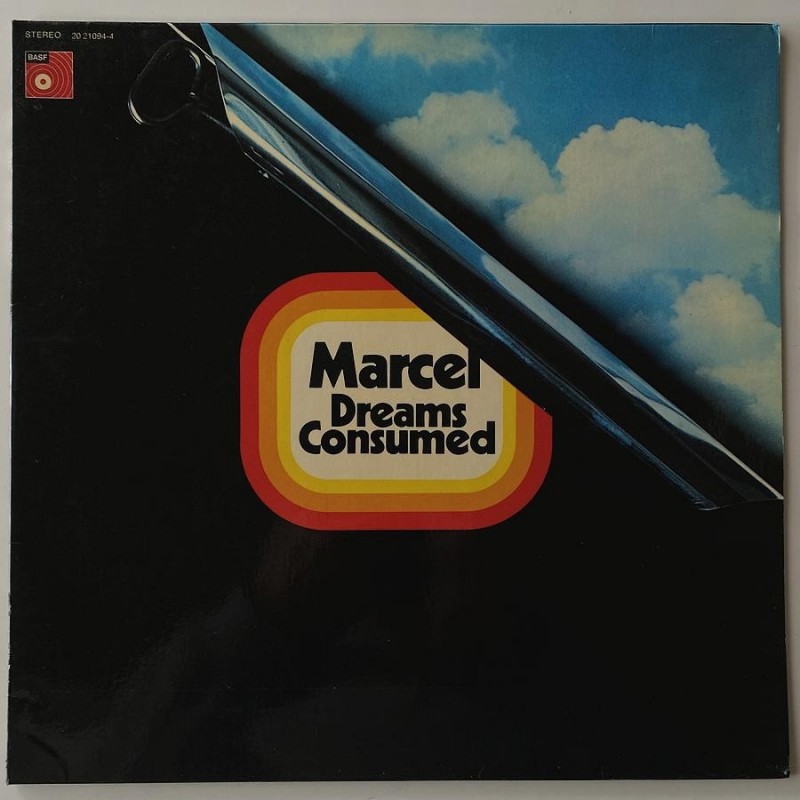 STEREO 20 21094-4
BASF
Marcel
Dreams
Consumed